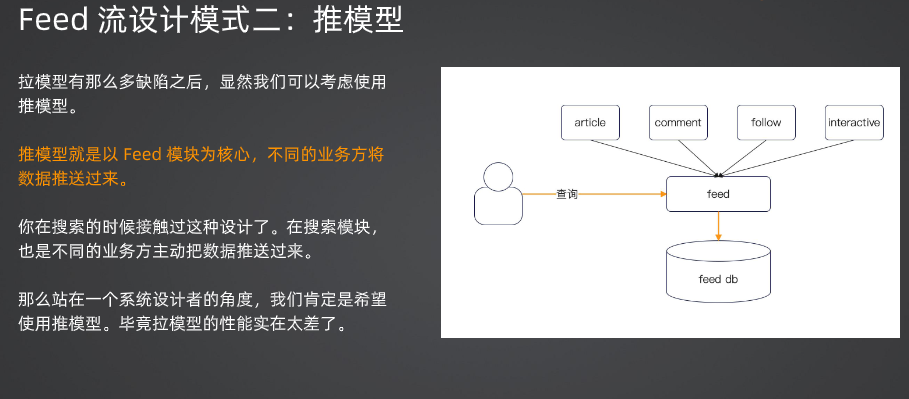 Feed 流设计模式二：推模型
拉模型有那么多缺陷之后，显然我们可以考虑使用
推模型。
推模型就是以 Feed 模块为核心，不同的业务方将
数据推送过来。
你在搜索的时候接触过这种设计了。在搜索模块，
也是不同的业务方主动把数据推送过来。
那么站在一个系统设计者的角度，我们肯定是希望
使用推模型。毕竟拉模型的性能实在太差了。
article
comment
follow
interactive
查询
feed
feed db